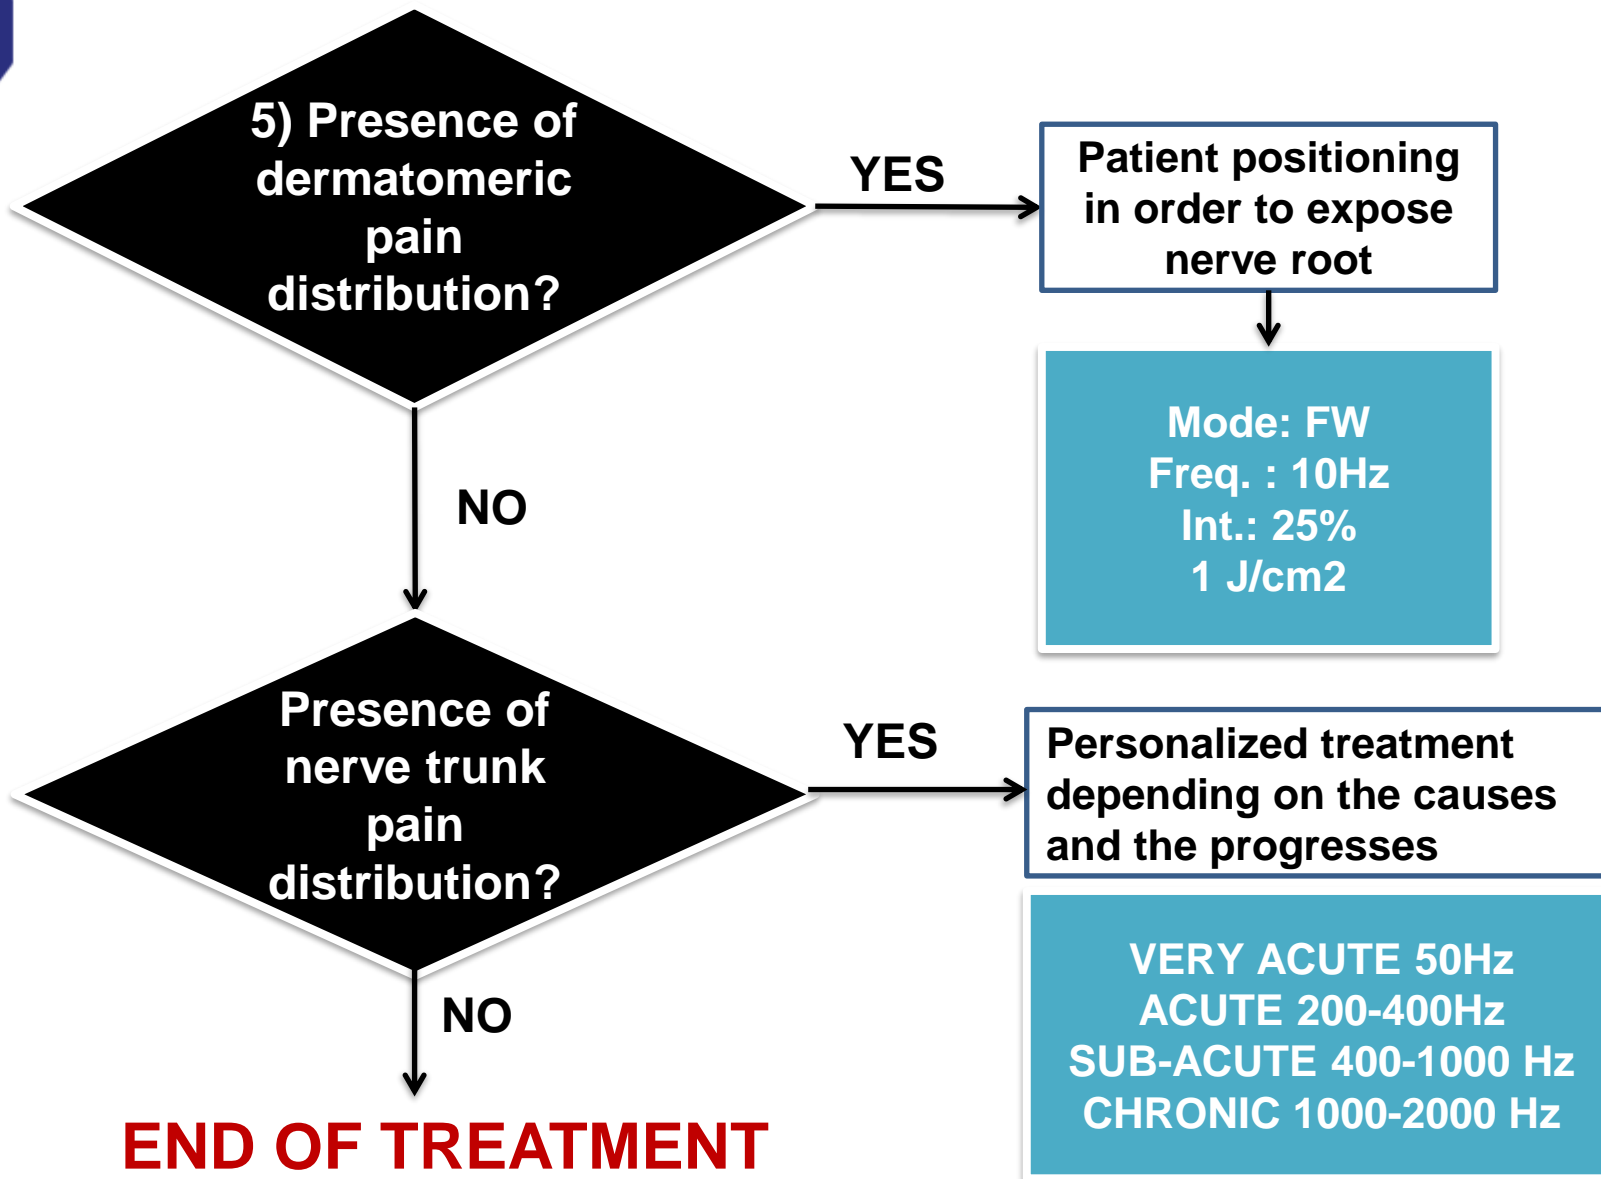 5) Presence of
dermatomeric
pain
distribution?
YES
Patient positioning
in order to expose
nerve root
Mode: FW
Freq. : 10Hz
Int.: 25%
1 J/cm2
NO
Presence of
nerve trunk
pain
distribution?
YES
Personalized treatment
depending on the causes
and the progresses
VERY ACUTE 50Hz
ACUTE 200-400Hz
SUB-ACUTE 400-1000 Hz
CHRONIC 1000-2000 Hz
NO
END OF TREATMENT